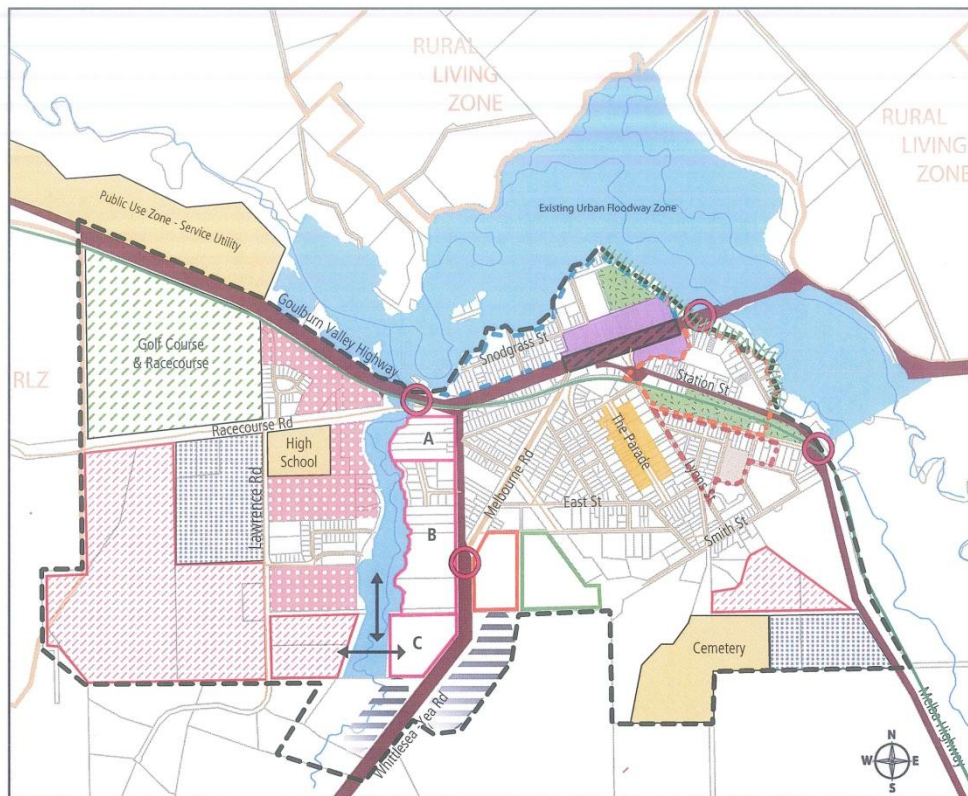 RURAL
LIVING
ZONE
RURAL
LIVING
ZONE
Public Use Zone - Service Utility
Existing Urban Floodway Zone
Goulburn Valley Highway
Snodgrass St
Golf Course
& Racecourse
RLZ
Station St
Racecourse Rd
A
High
School
The Parade
Melbourne Rd
Lyons St
Lawrence Rd
East St
B
Smith St
C
Cemetery
Whittlesea-Yea Rd
Melba Highway
N
W
E
S